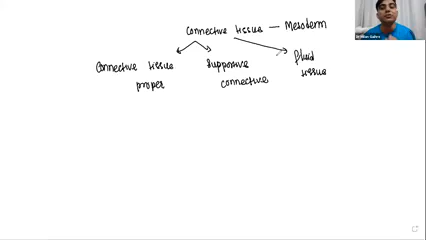 Connective tissue — Mesoderm
Connective tissue proper
Supportive connective
fluid tissue